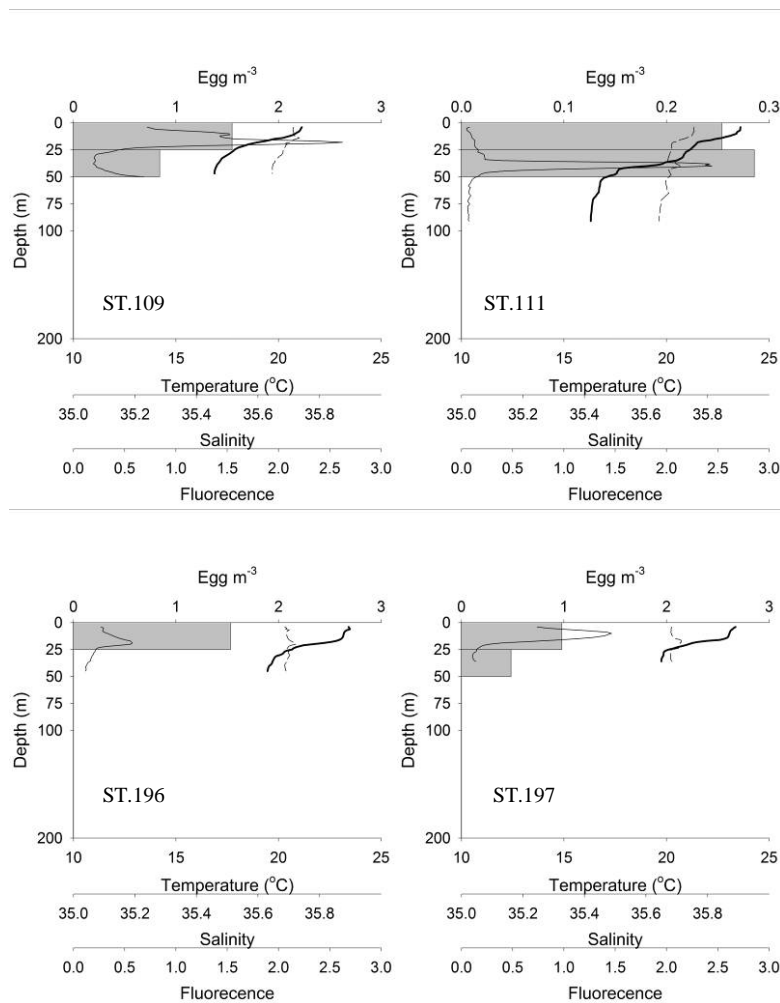 Egg m-3
0 1 2 3
0
25
50
75
100
200
Depth (m)
ST.109
10 15 20 25
Temperature (oC)
35.0 35.2 35.4 35.6 35.8
Salinity
0.0 0.5 1.0 1.5 2.0 2.5 3.0
Fluorecence
Egg m-3
0.0 0.1 0.2 0.3
0
25
50
75
100
200
Depth (m)
ST.111
10 15 20 25
Temperature (oC)
35.0 35.2 35.4 35.6 35.8
Salinity
0.0 0.5 1.0 1.5 2.0 2.5 3.0
Fluorecence
Egg m-3
0 1 2 3
0
25
50
75
100
200
Depth (m)
ST.196
10 15 20 25
Temperature (oC)
35.0 35.2 35.4 35.6 35.8
Salinity
0.0 0.5 1.0 1.5 2.0 2.5 3.0
Fluorecence
Egg m-3
0 1 2 3
0
25
50
75
100
200
Depth (m)
ST.197
10 15 20 25
Temperature (oC)
35.0 35.2 35.4 35.6 35.8
Salinity
0.0 0.5 1.0 1.5 2.0 2.5 3.0
Fluorecence